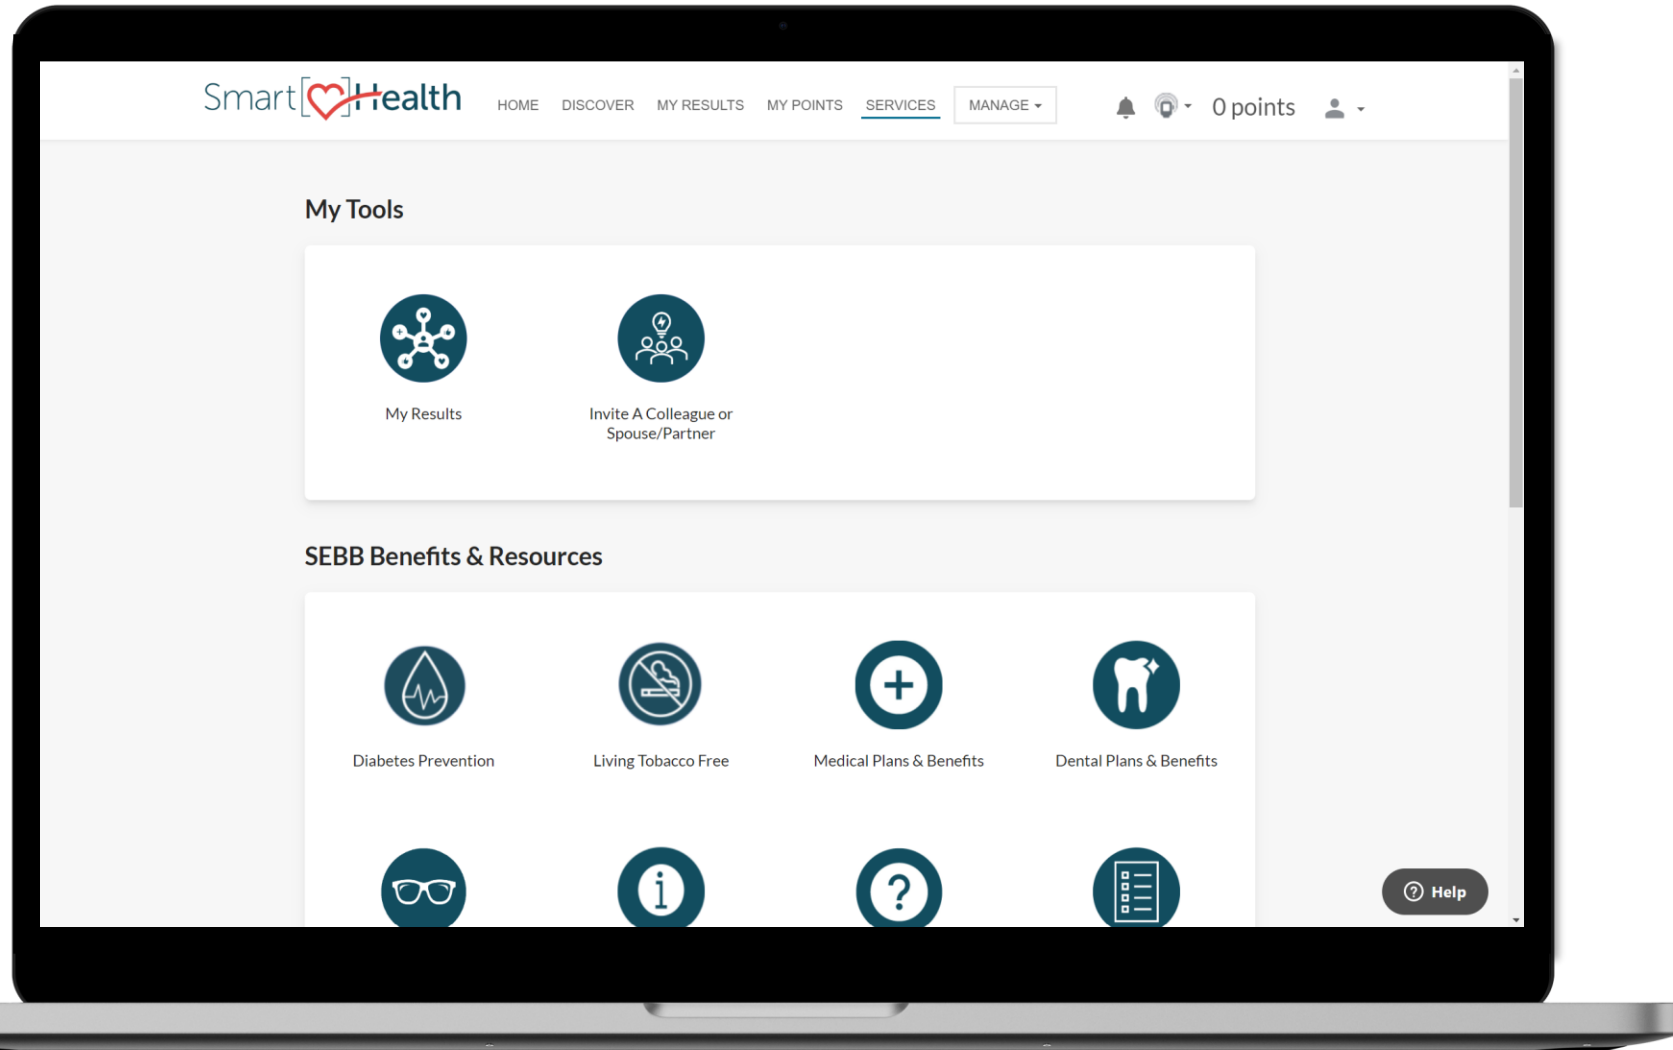 Smart[♡]Health
HOME DISCOVER MY RESULTS MY POINTS SERVICES MANAGE
0 points
My Tools
My Results
Invite A Colleague or
Spouse/Partner
SEBB Benefits & Resources
Diabetes Prevention
Living Tobacco Free
Medical Plans & Benefits
Dental Plans & Benefits
i
?
? Help